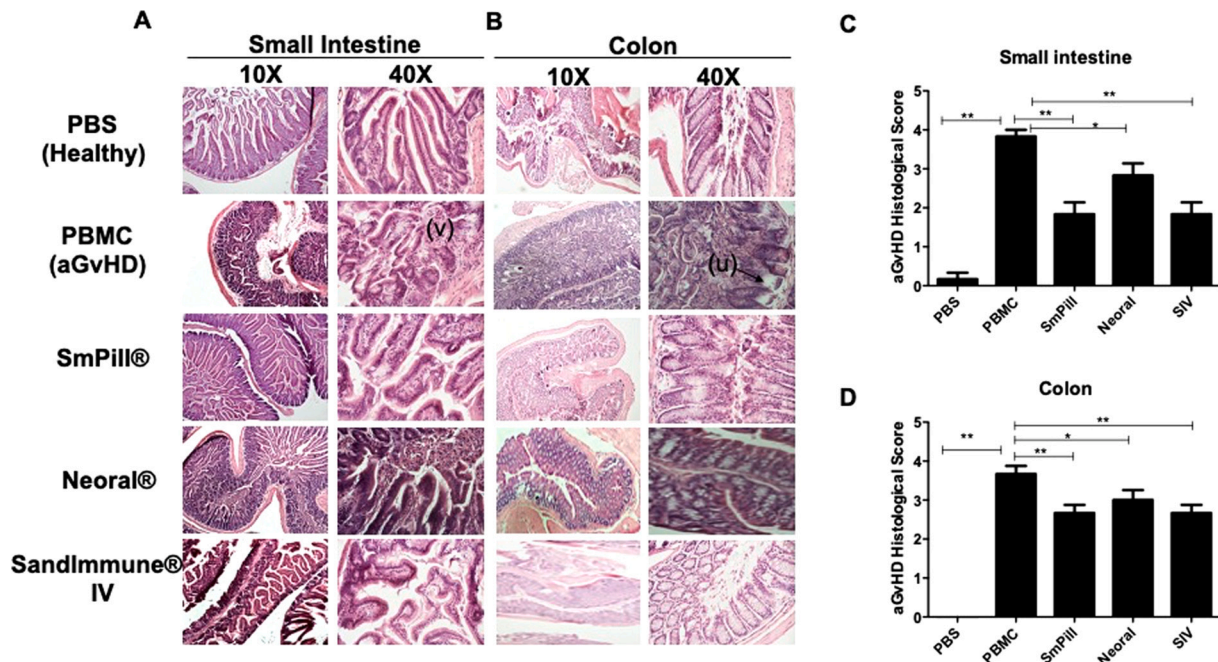 A
B
Small Intestine
Colon
10X
40X
10X
40X
PBS
(Healthy)
PBMC
(aGvHD)
(v)
(u)
SmPill®
Neoral®
SandImmune®
IV
C
Small intestine
aGvHD Histological Score
5
4
3
2
1
0
**
**
*
**
PBS
PBMC
SmPill
Neoral
SIV
D
Colon
aGvHD Histological Score
5
4
3
2
1
0
**
**
*
**
PBS
PBMC
SmPill
Neoral
SIV